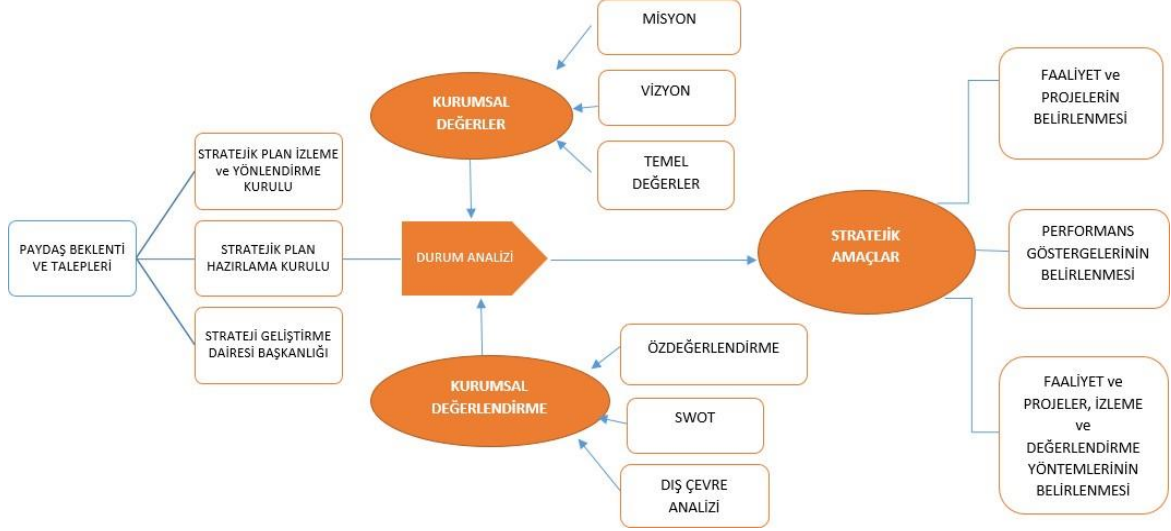 PAYDAŞ BEKLENTİ
VE TALEPLERİ
STRATEJİK PLAN İZLEME
ve YÖNLENDİRME
KURULU
STRATEJİK PLAN
HAZIRLAMA KURULU
STRATEJİ GELİŞTİRME
DAİRESİ BAŞKANLIĞI
KURUMSAL
DEĞERLER
MİSYON
VİZYON
TEMEL
DEĞERLER
DURUM ANALİZİ
KURUMSAL
DEĞERLENDİRME
ÖZDEĞERLENDİRME
SWOT
DIŞ ÇEVRE
ANALİZİ
STRATEJİK
AMAÇLAR
FAALİYET ve
PROJELERİN
BELİRLENMESİ
PERFORMANS
GÖSTERGELERİNİN
BELİRLENMESİ
FAALİYET ve
PROJELER, İZLEME
ve
DEĞERLENDİRME
YÖNTEMLERİNİN
BELİRLENMESİ